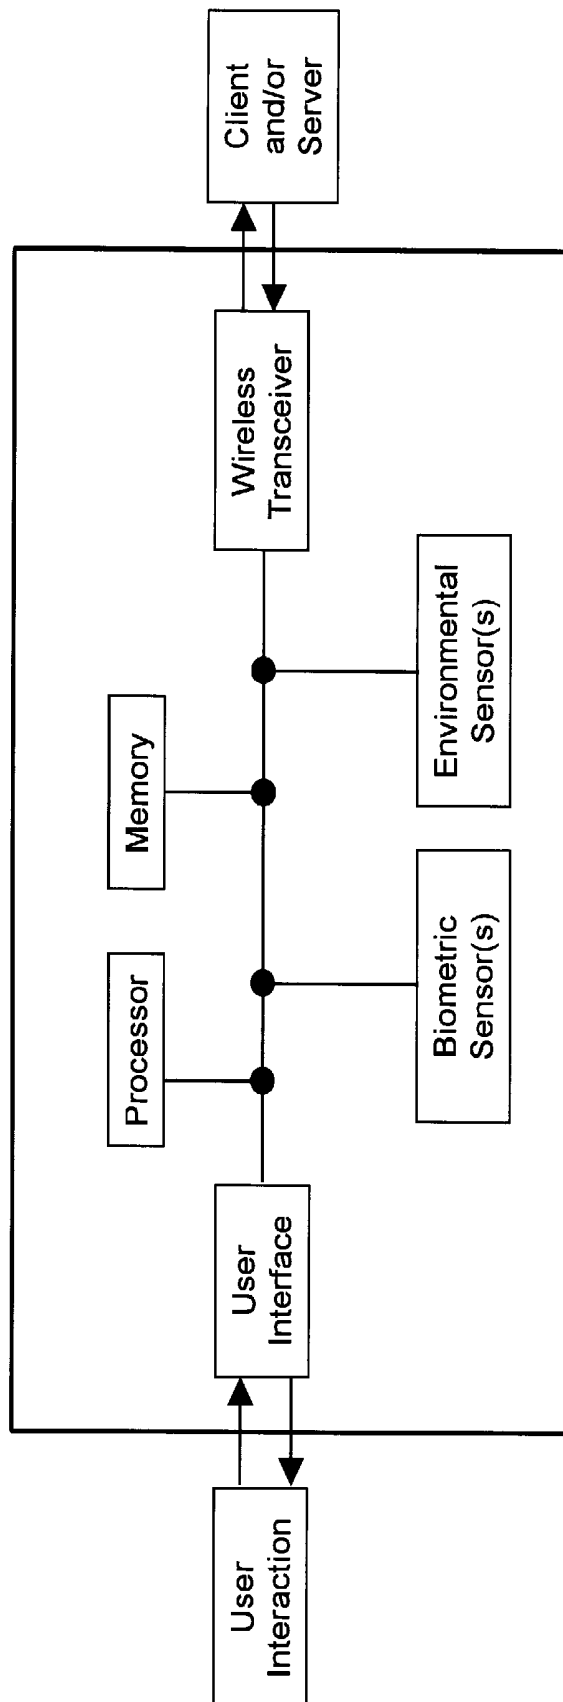 User
Interaction
User
Interface
Processor
Memory
Biometric
Sensor(s)
Environmental
Sensor(s)
Wireless
Transceiver
Client
and/or
Server